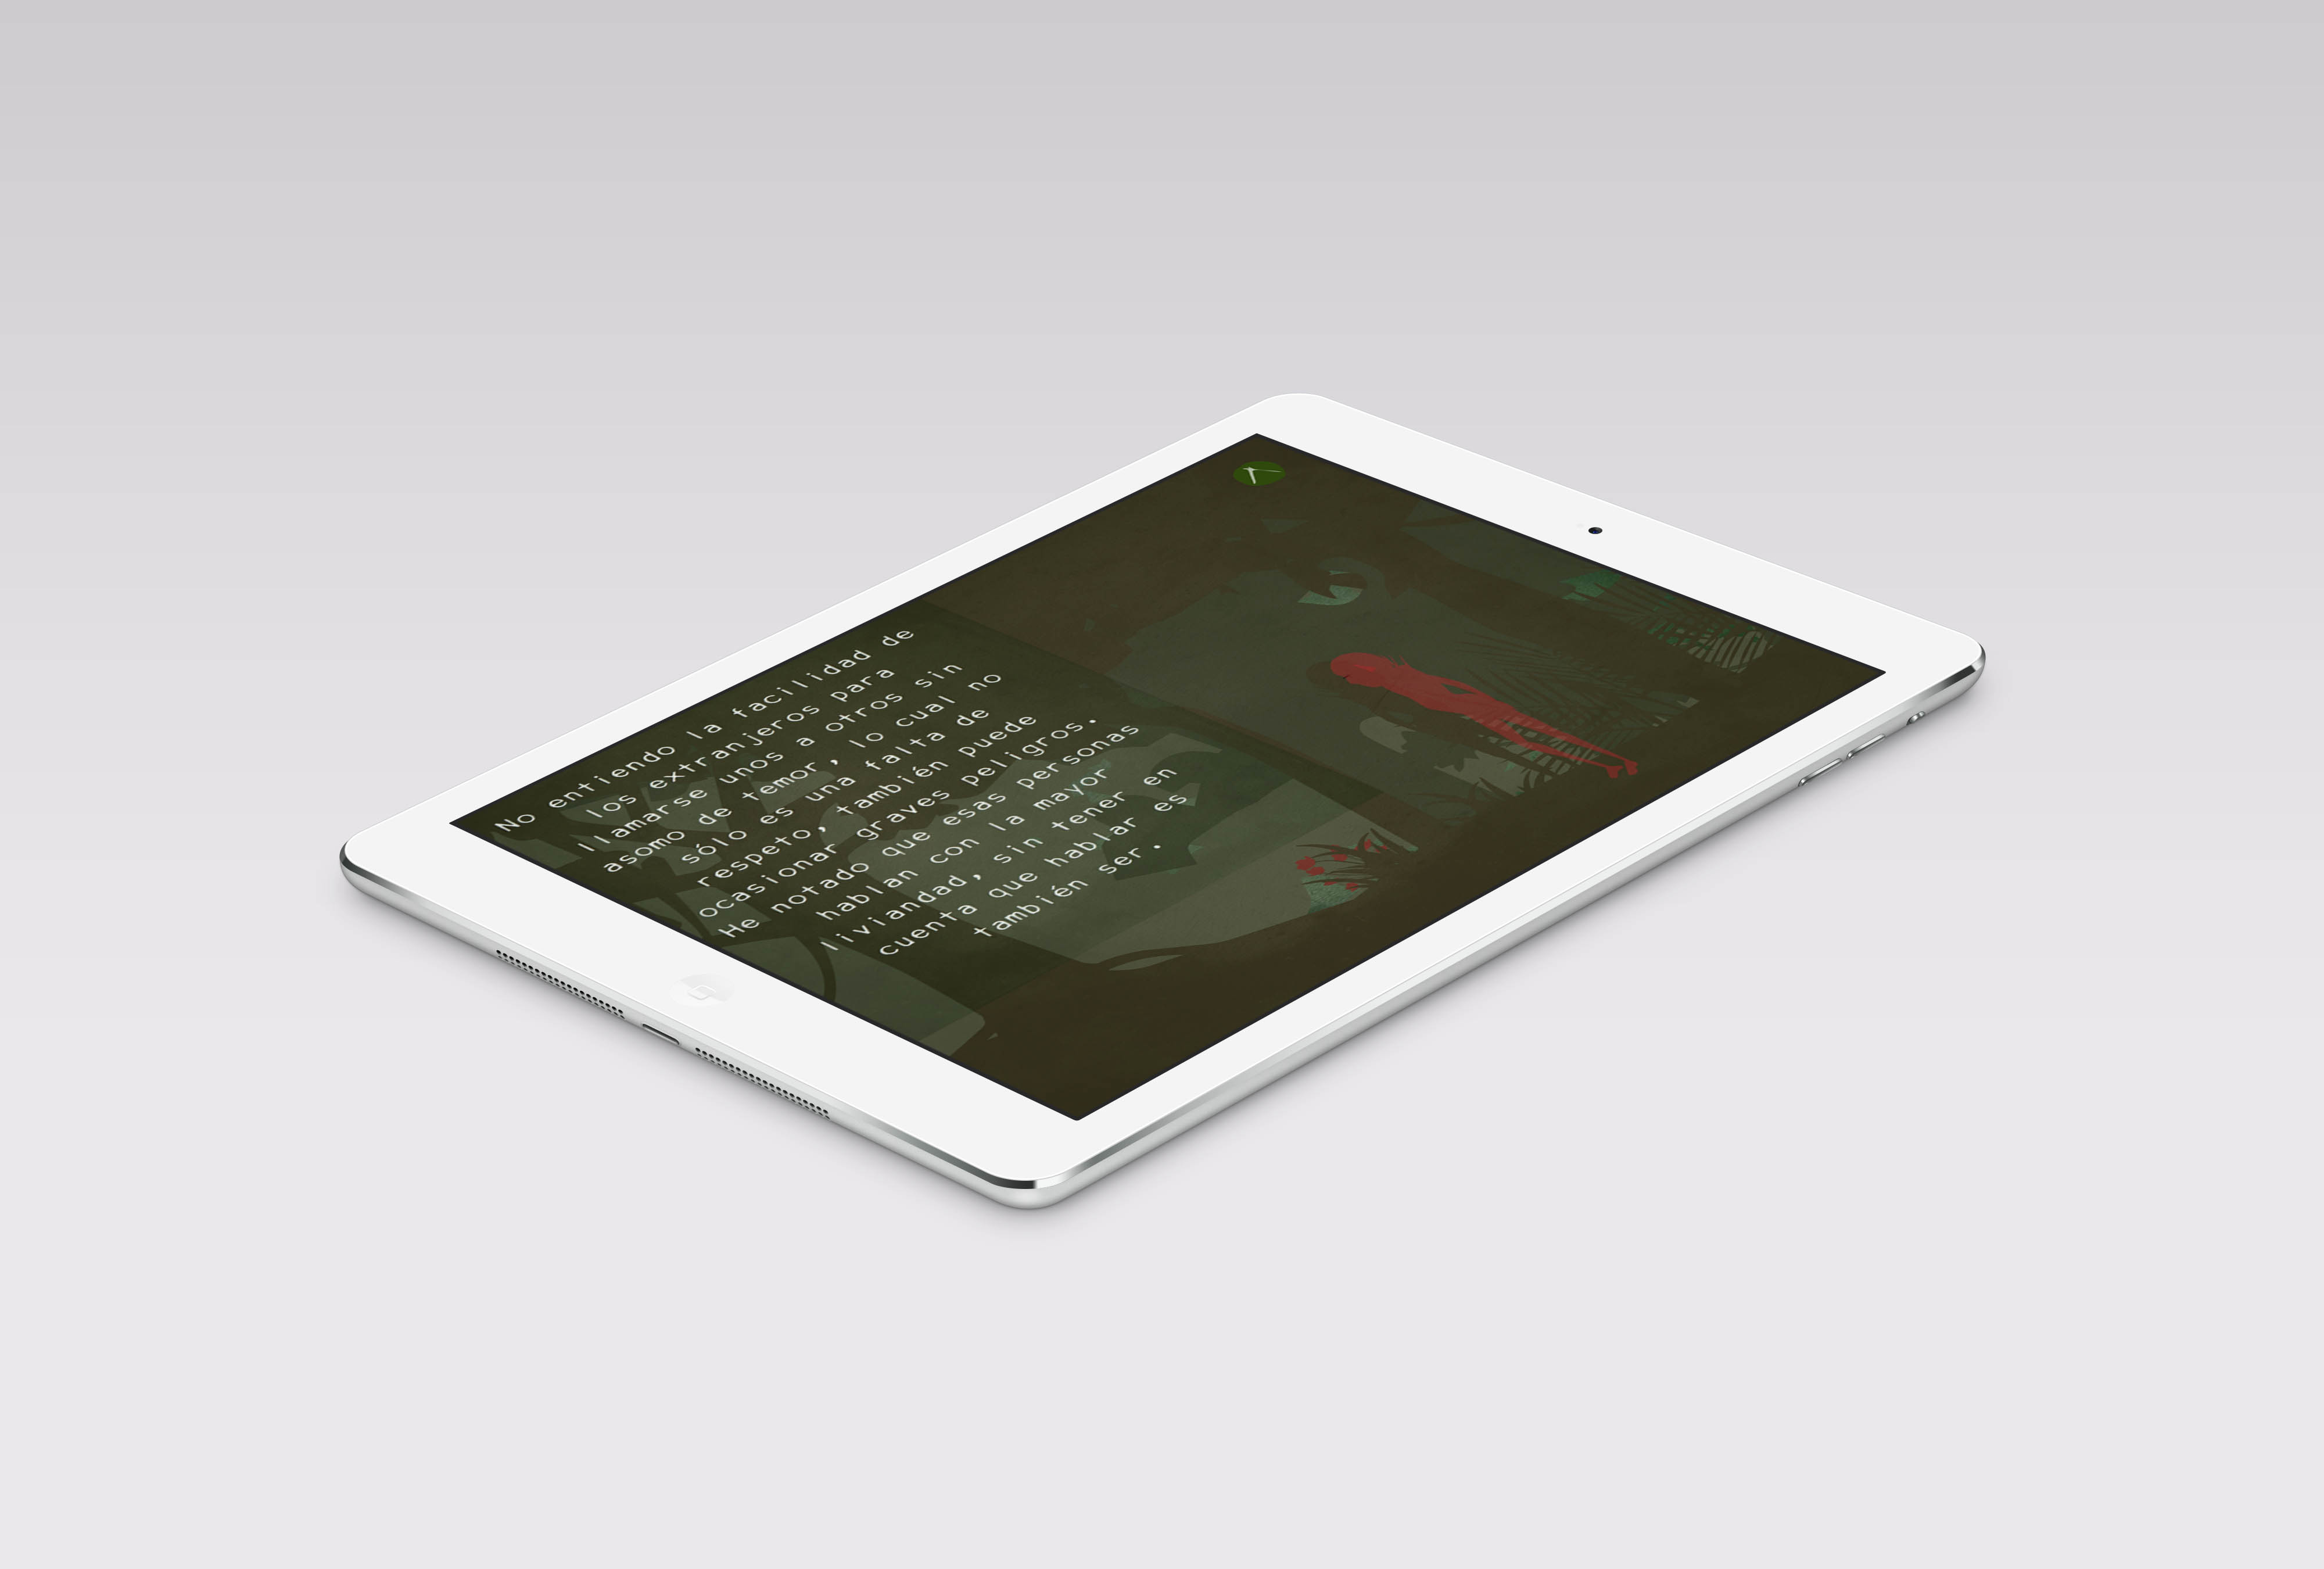 No entiendo la facilidad de
los extranjeros para
llamarse unos a otros sin
asomo de temor, lo cual no
sólo es una falta de
respeto, también puede
ocasionar graves peligros.
He notado que esas personas
hablan con la mayor
liviandad, sin tener en
cuenta que hablar es
también ser.